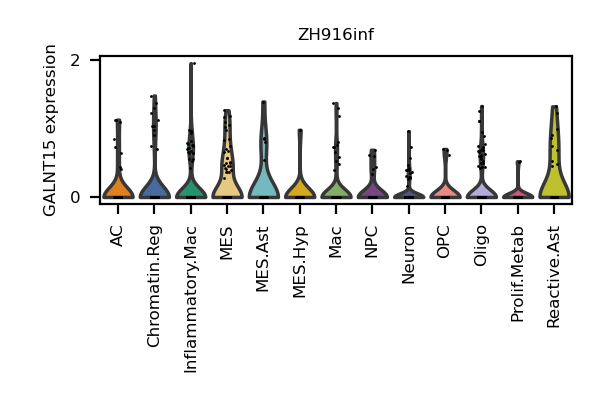 ZH916inf
GALNT15 expression
2
0
AC
Chromatin.Reg
Inflammatory.Mac
MES
MES.Ast
MES.Hyp
Mac
NPC
Neuron
OPC
Oligo
Prolif.Metab
Reactive.Ast